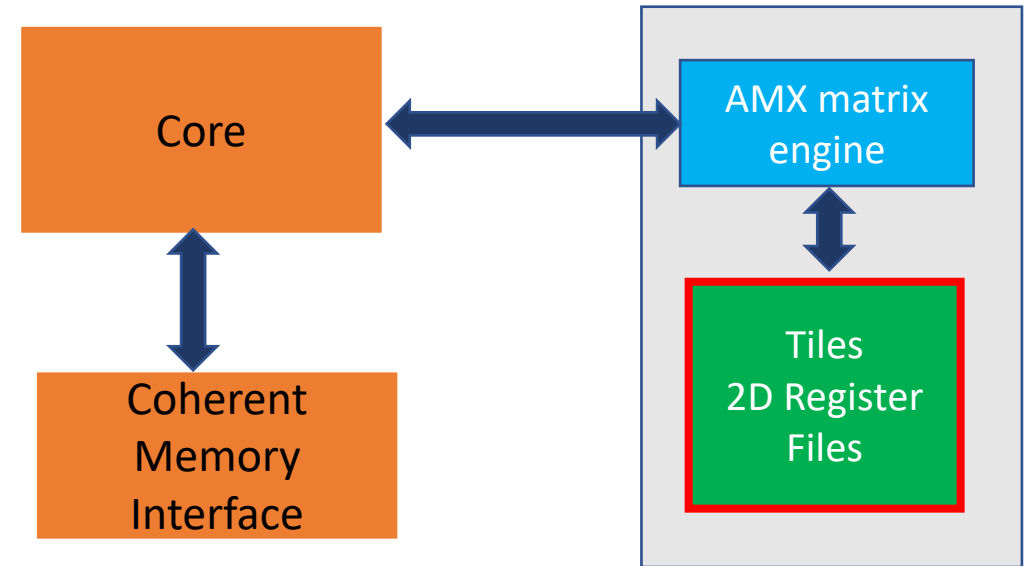 Core
AMX matrix
engine
Tiles
2D Register
Files
Coherent
Memory
Interface